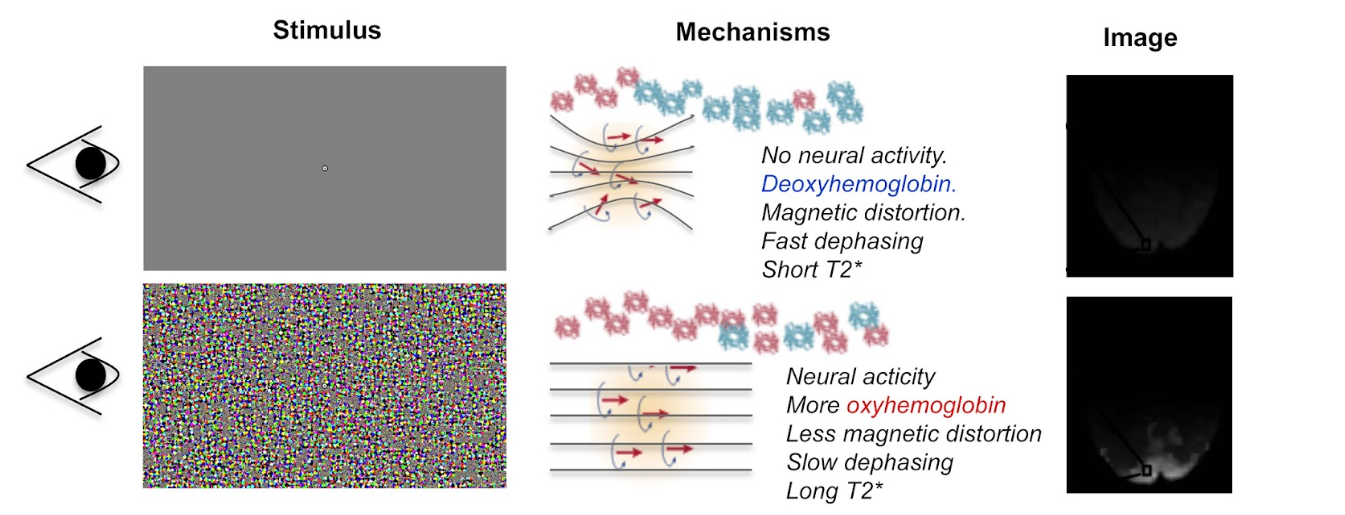 Stimulus
Mechanisms
Image
No neural activity.
Deoxyhemoglobin.
Magnetic distortion.
Fast dephasing
Short T2*
Neural acticity
More oxyhemoglobin
Less magnetic distortion
Slow dephasing
Long T2*